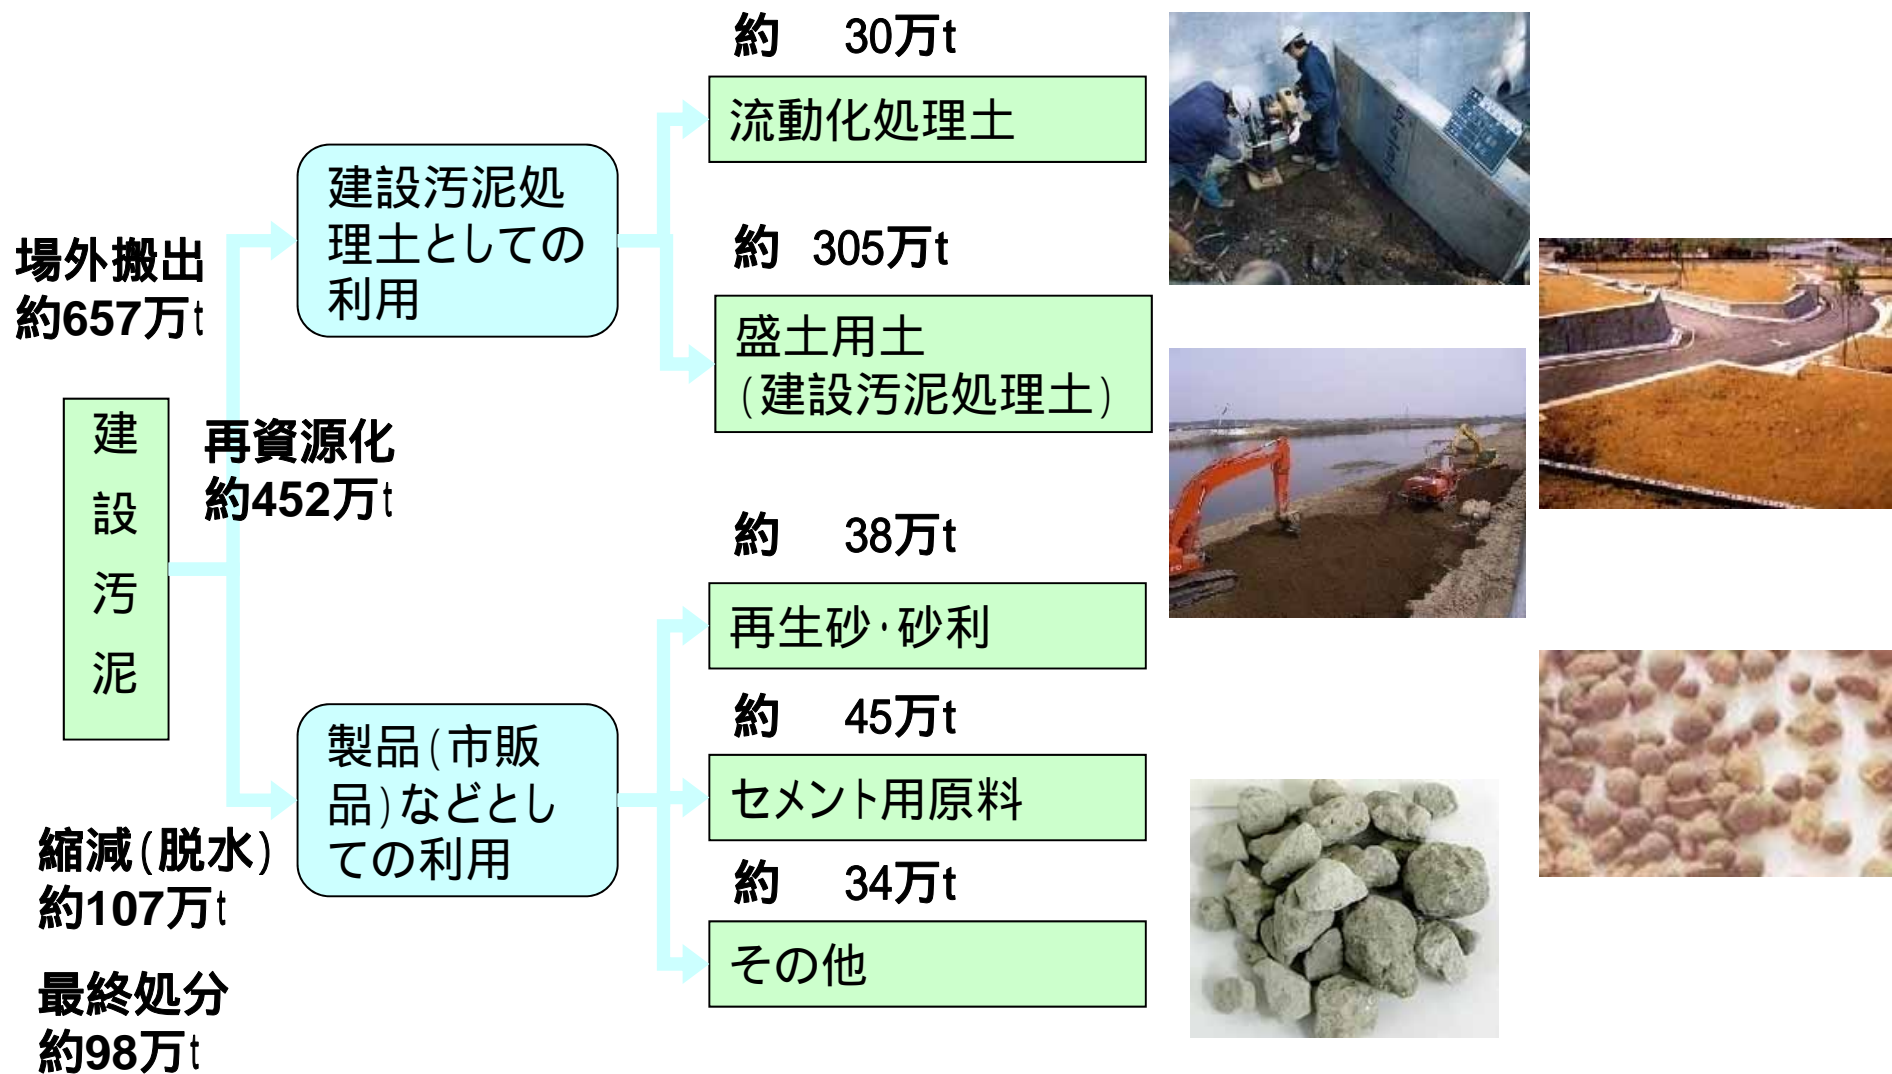 場外搬出
約657万t
建設汚泥
再資源化
約452万t
縮減(脱水)
約107万t
最終処分
約98万t
建設汚泥処
理土としての
利用
製品(市販
品)などとし
ての利用
約 30万t
流動化処理土
約 305万t
盛土用土
(建設汚泥処理土)
約 38万t
再生砂・砂利
約 45万t
セメント用原料
約 34万t
その他